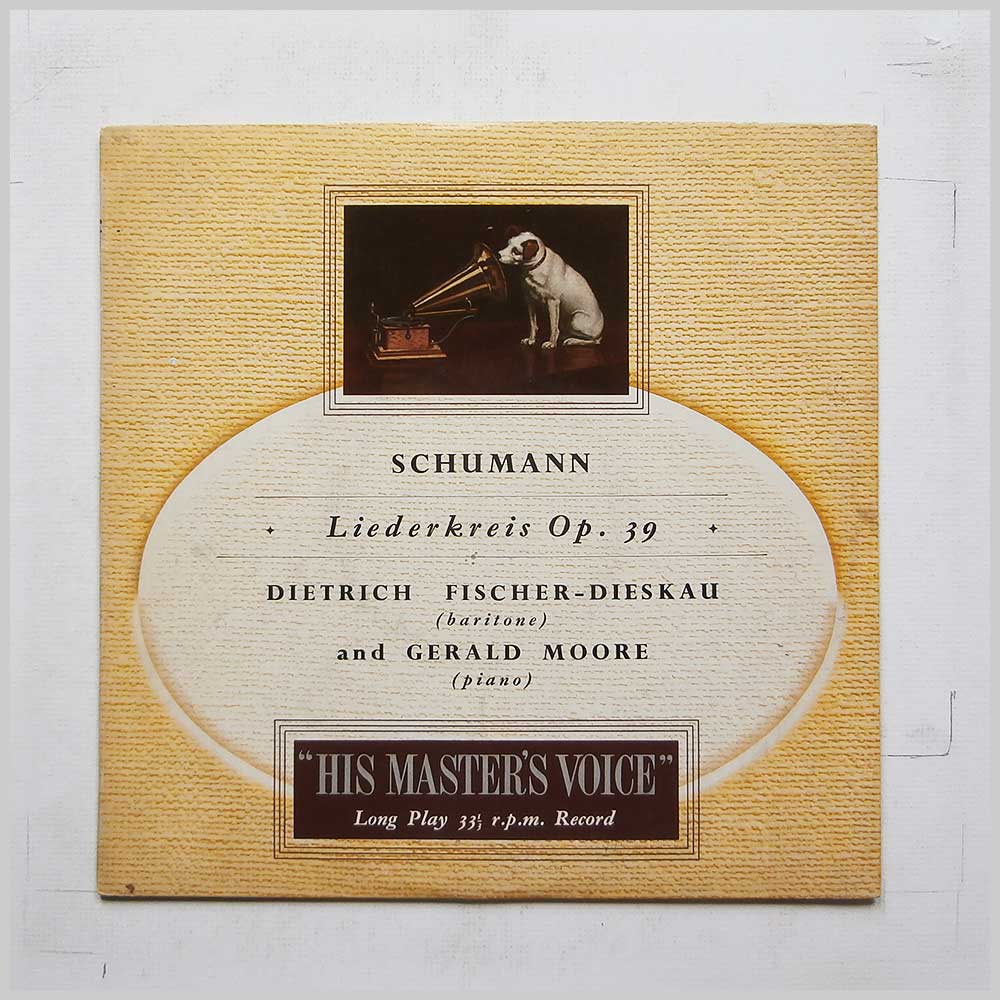 SCHUMANN
Liederkreis Op. 39
DIETRICH FISCHER-DIESKAU
(baritone)
and GERALD MOORE
(piano)
"HIS MASTER'S VOICE"
Long Play 33⅓ r.p.m. Record